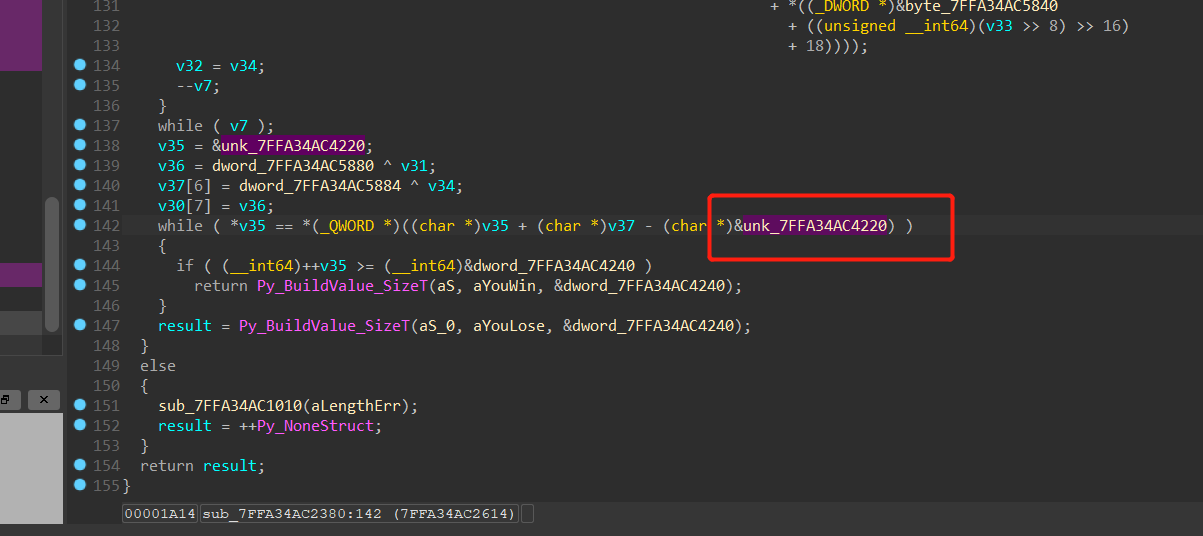 131 + *((_DWORD *)&byte_7FFA34AC5840
132 + ((unsigned __int64)(v33 >> 8) >> 16)
133 + 18))));
134 v32 = v34;
135 --v7;
136 }
137 while ( v7 );
138 v35 = &unk_7FFA34AC4220;
139 v36 = dword_7FFA34AC5880 ^ v31;
140 v37[6] = dword_7FFA34AC5884 ^ v34;
141 v30[7] = v36;
142 while ( *v35 == *(_QWORD *)((char *)v35 + (char *)v37 - (char *)&unk_7FFA34AC4220) )
143 {
144 if ( (__int64)++v35 >= (__int64)&dword_7FFA34AC4240 )
145 return Py_BuildValue_SizeT(aS, aYouWin, &dword_7FFA34AC4240);
146 }
147 result = Py_BuildValue_SizeT(aS_0, aYouLose, &dword_7FFA34AC4240);
148 }
149 else
150 {
151 sub_7FFA34AC1010(aLengthErr);
152 result = ++Py_NoneStruct;
153 }
154 return result;
155 }
00001A14 sub_7FFA34AC2380:142 (7FFA34AC2614)